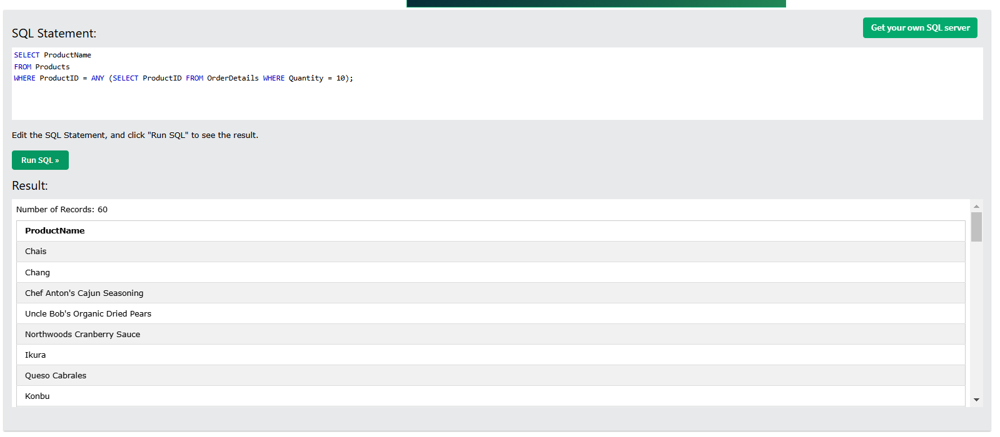 SQL Statement:
Get your own SQL server
SELECT ProductName
FROM Products
WHERE ProductID = ANY (SELECT ProductID FROM OrderDetails WHERE Quantity = 10);
Edit the SQL Statement, and click "Run SQL" to see the result.
Run SQL »
Result:
Number of Records: 60
ProductName
Chais
Chang
Chef Anton's Cajun Seasoning
Uncle Bob's Organic Dried Pears
Northwoods Cranberry Sauce
Ikura
Queso Cabrales
Konbu